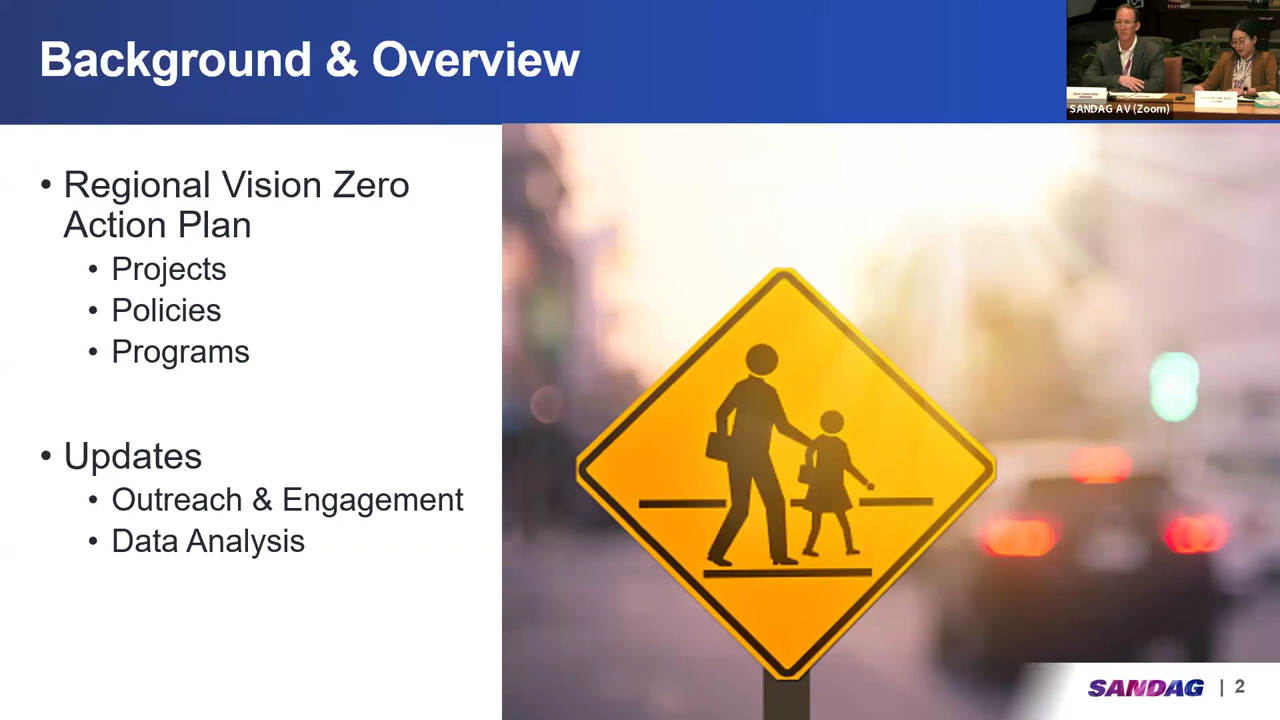 Background & Overview
SANDAG AV (Zoom)
• Regional Vision Zero
Action Plan
• Projects
• Policies
• Programs
• Updates
• Outreach & Engagement
• Data Analysis
SANDAG | 2